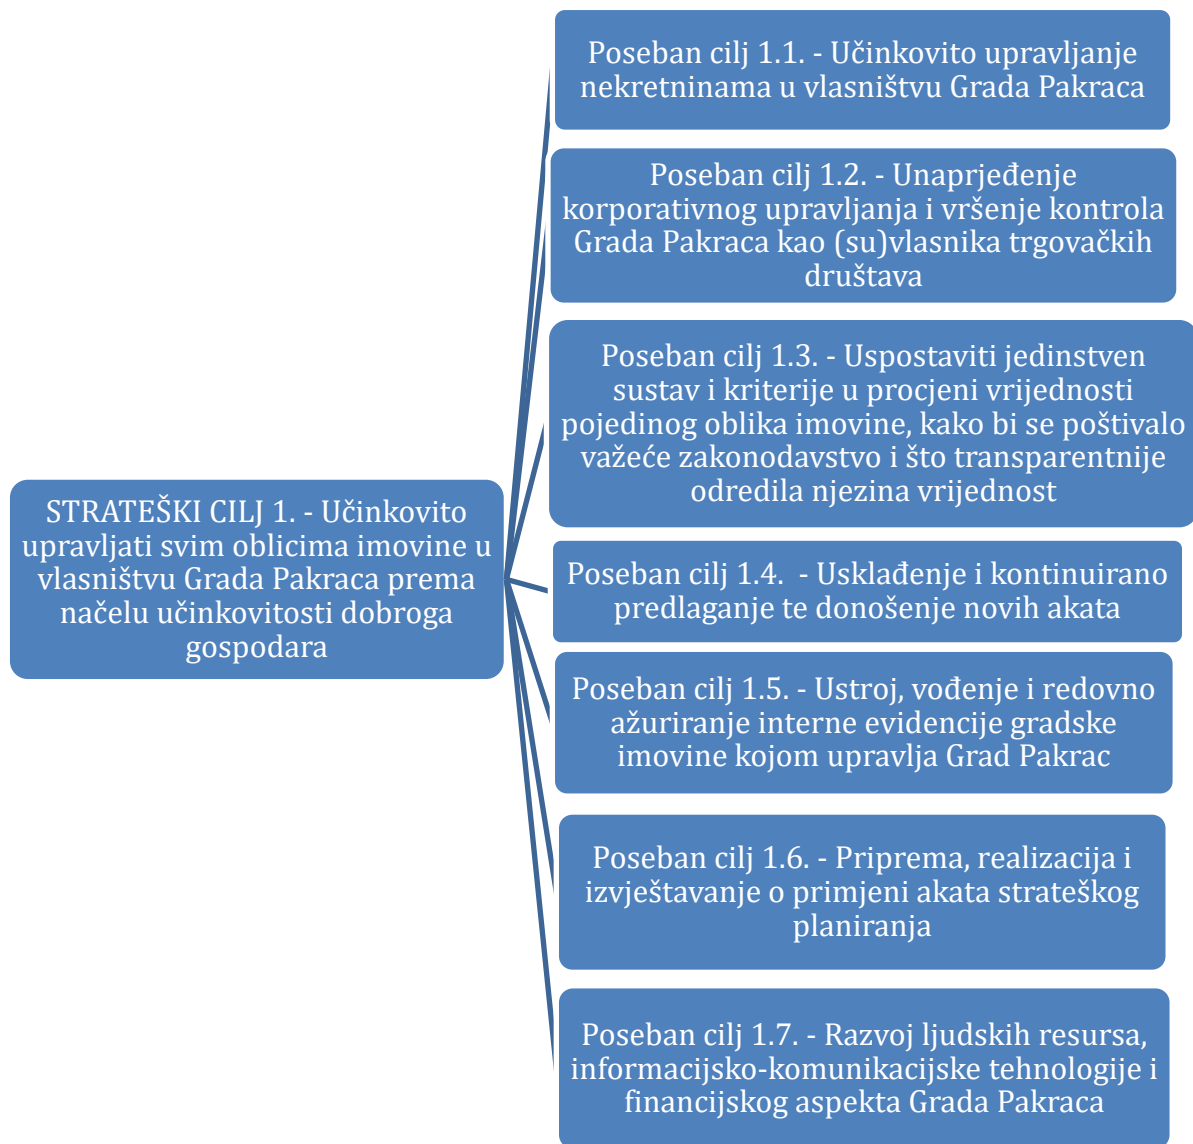 STRATEŠKI CILJ 1. - Učinkovito
upravljati svim oblicima imovine u
vlasništvu Grada Pakraca prema
načelu učinkovitosti dobroga
gospodara
Poseban cilj 1.1. - Učinkovito upravljanje
nekretninama u vlasništvu Grada Pakraca
Poseban cilj 1.2. - Unaprjeđenje
korporativnog upravljanja i vršenje kontrola
Grada Pakraca kao (su)vlasnika trgovačkih
društava
Poseban cilj 1.3. - Uspostaviti jedinstven
sustav i kriterije u procjeni vrijednosti
pojedinog oblika imovine, kako bi se poštivalo
važeće zakonodavstvo i što transparentnije
odredila njezina vrijednost
Poseban cilj 1.4.  - Usklađenje i kontinuirano
predlaganje te donošenje novih akata
Poseban cilj 1.5. - Ustroj, vođenje i redovno
ažuriranje interne evidencije gradske
imovine kojom upravlja Grad Pakrac
Poseban cilj 1.6. - Priprema, realizacija i
izvještavanje o primjeni akata strateškog
planiranja
Poseban cilj 1.7. - Razvoj ljudskih resursa,
informacijsko-komunikacijske tehnologije i
financijskog aspekta Grada Pakraca